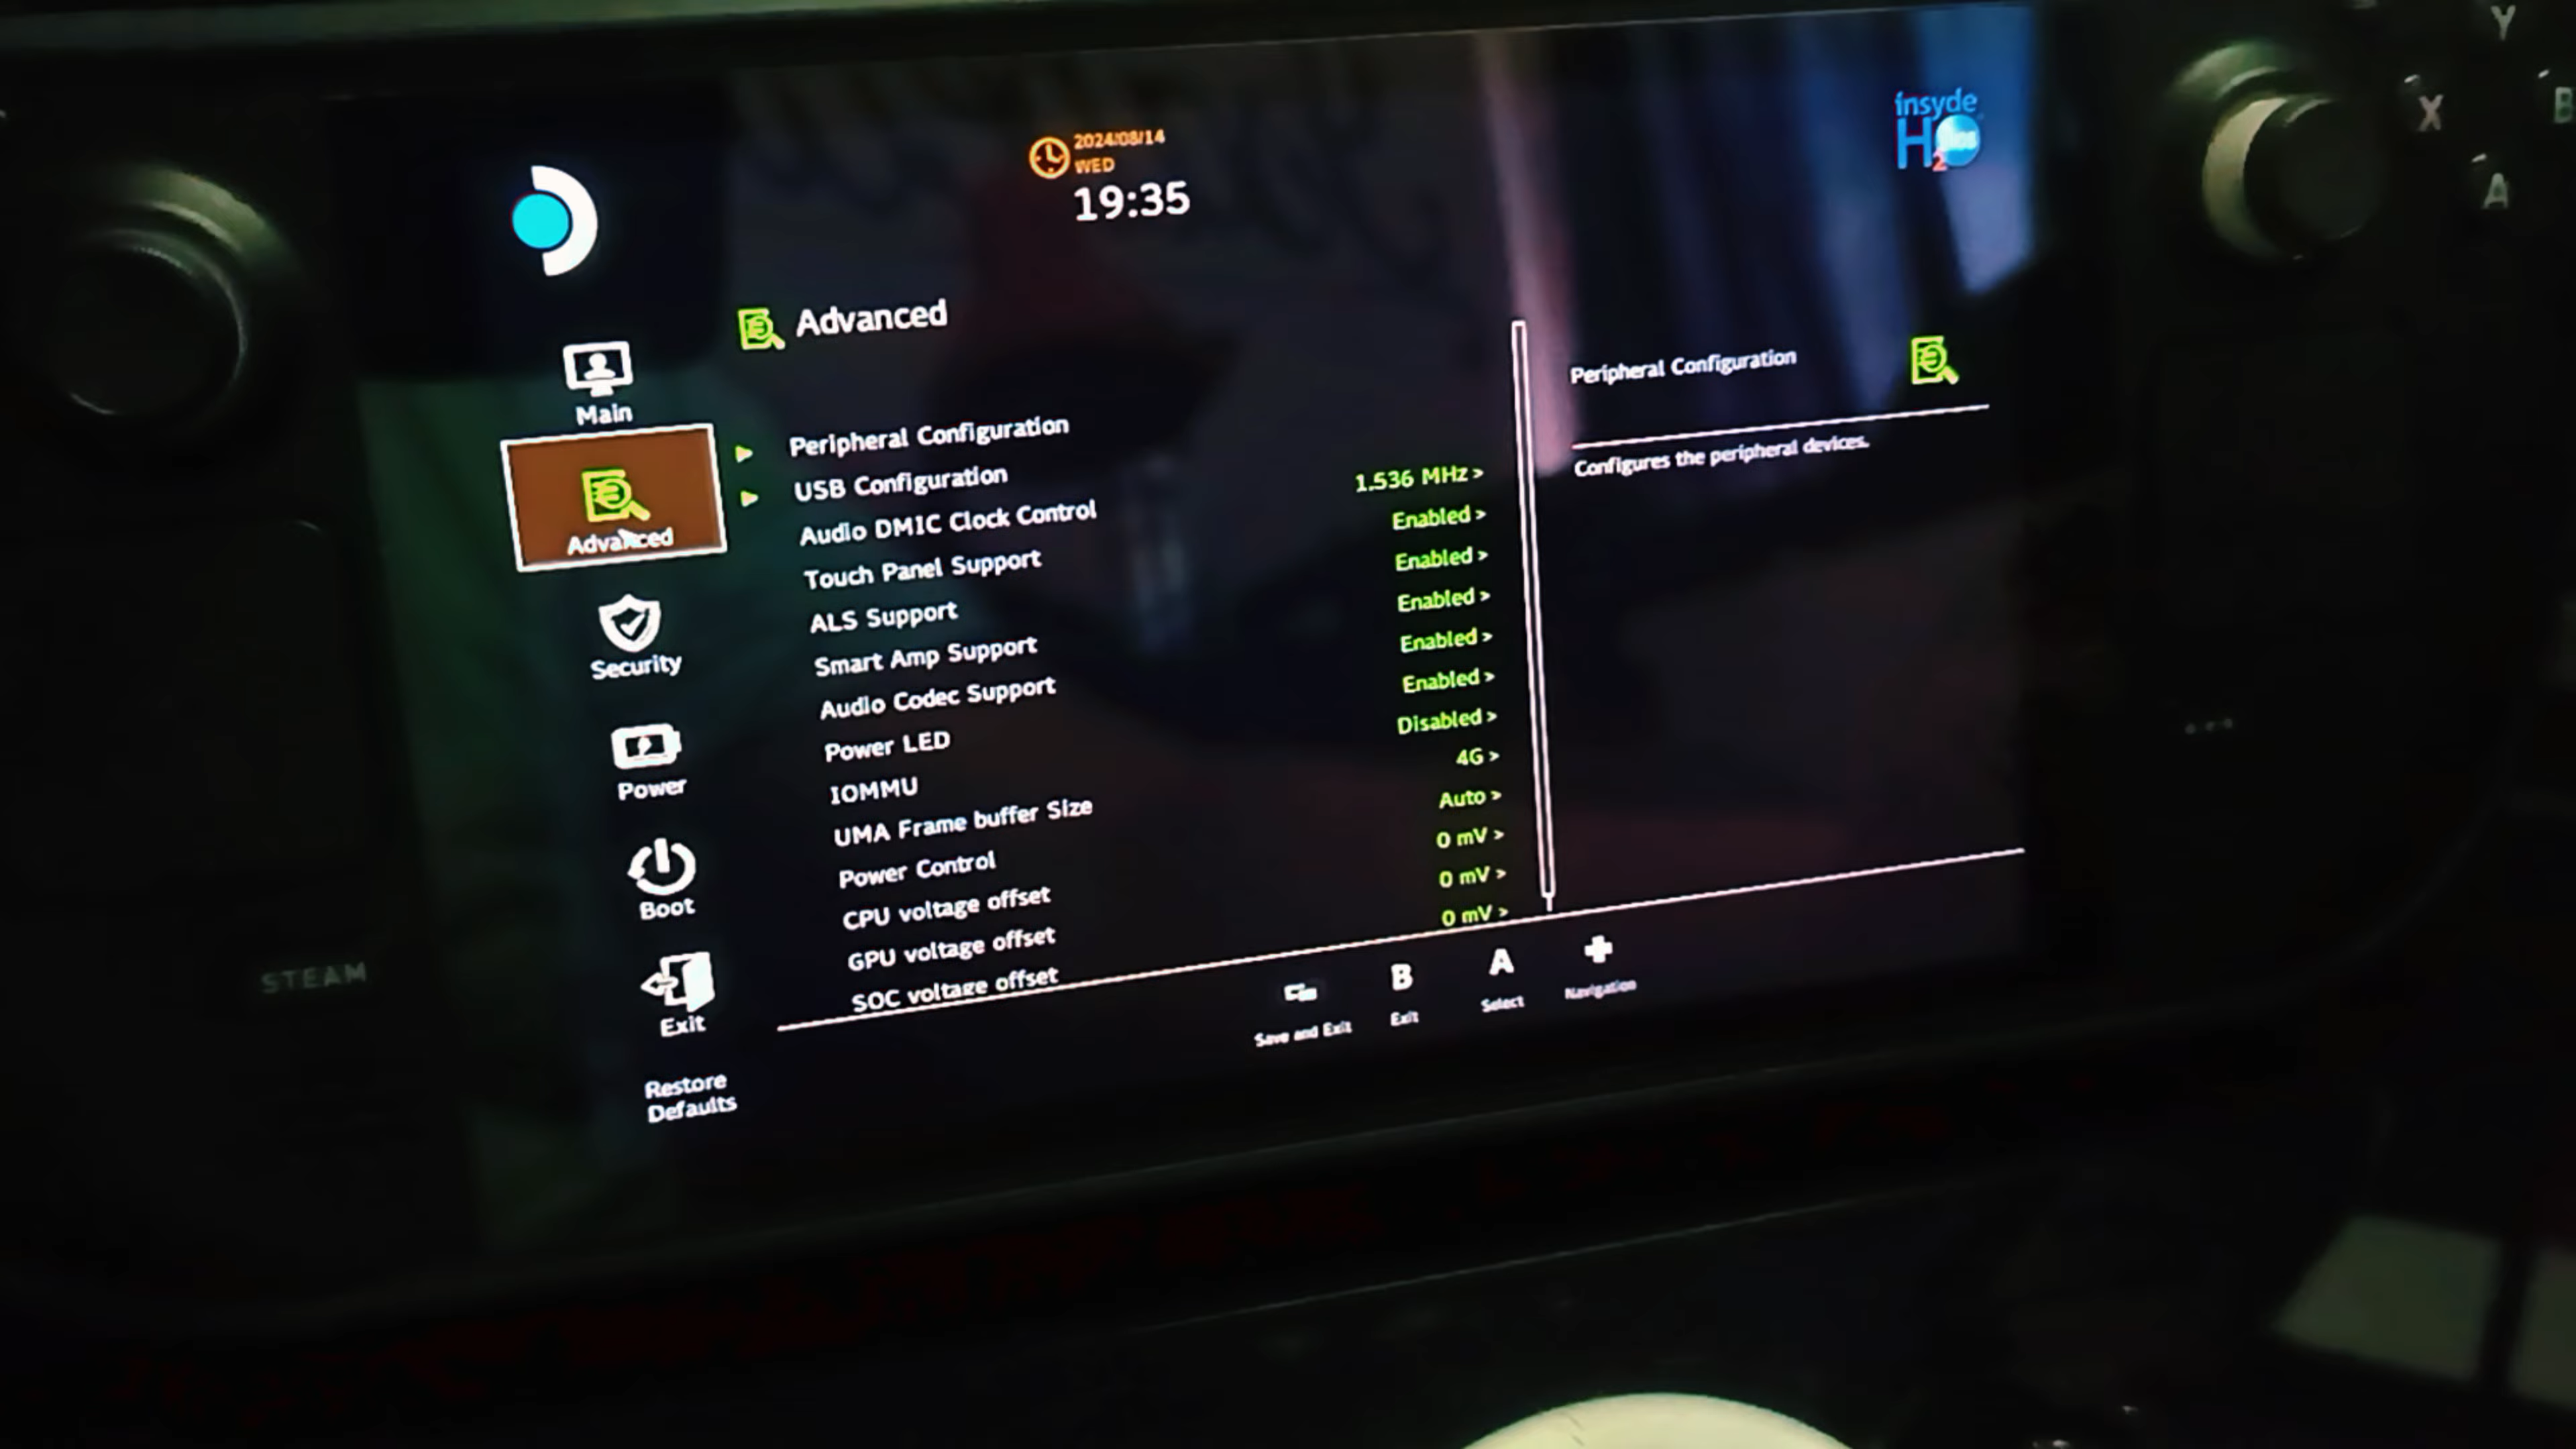 Y
X
B
A
2024/08/14
WED
19:35
insyde
H2
Advanced
Main
Advanced
Security
Power
Boot
Exit
Restore
Defaults
Peripheral Configuration
USB Configuration
Audio DMIC Clock Control 1.536 MHz >
Touch Panel Support Enabled >
ALS Support Enabled >
Smart Amp Support Enabled >
Audio Codec Support Enabled >
Power LED Enabled >
IOMMU Disabled >
UMA Frame buffer Size 4G >
Power Control Auto >
CPU voltage offset 0 mV >
GPU voltage offset 0 mV >
SOC voltage offset 0 mV >
Peripheral Configuration
Configures the peripheral devices.
B
A
Save and Exit
Exit
Select
Navigation
STEAM